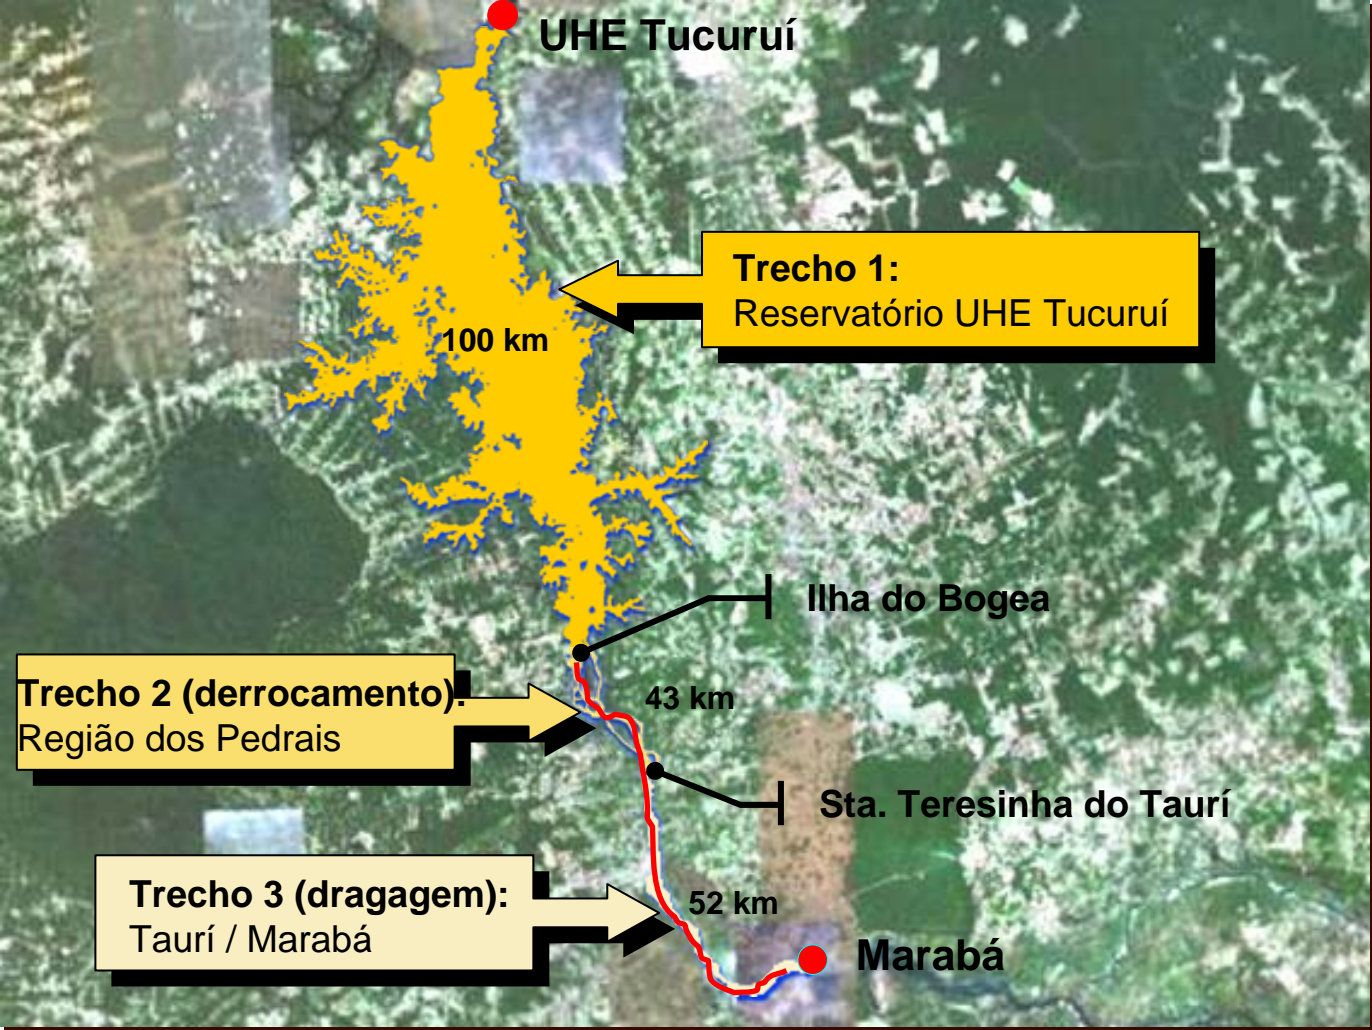 UHE Tucuruí
Trecho 1:
Reservatório UHE Tucuruí
100 km
Ilha do Bogea
Trecho 2 (derrocamento):
Região dos Pedrais
43 km
Sta. Teresinha do Taurí
Trecho 3 (dragagem):
Taurí / Marabá
52 km
Marabá